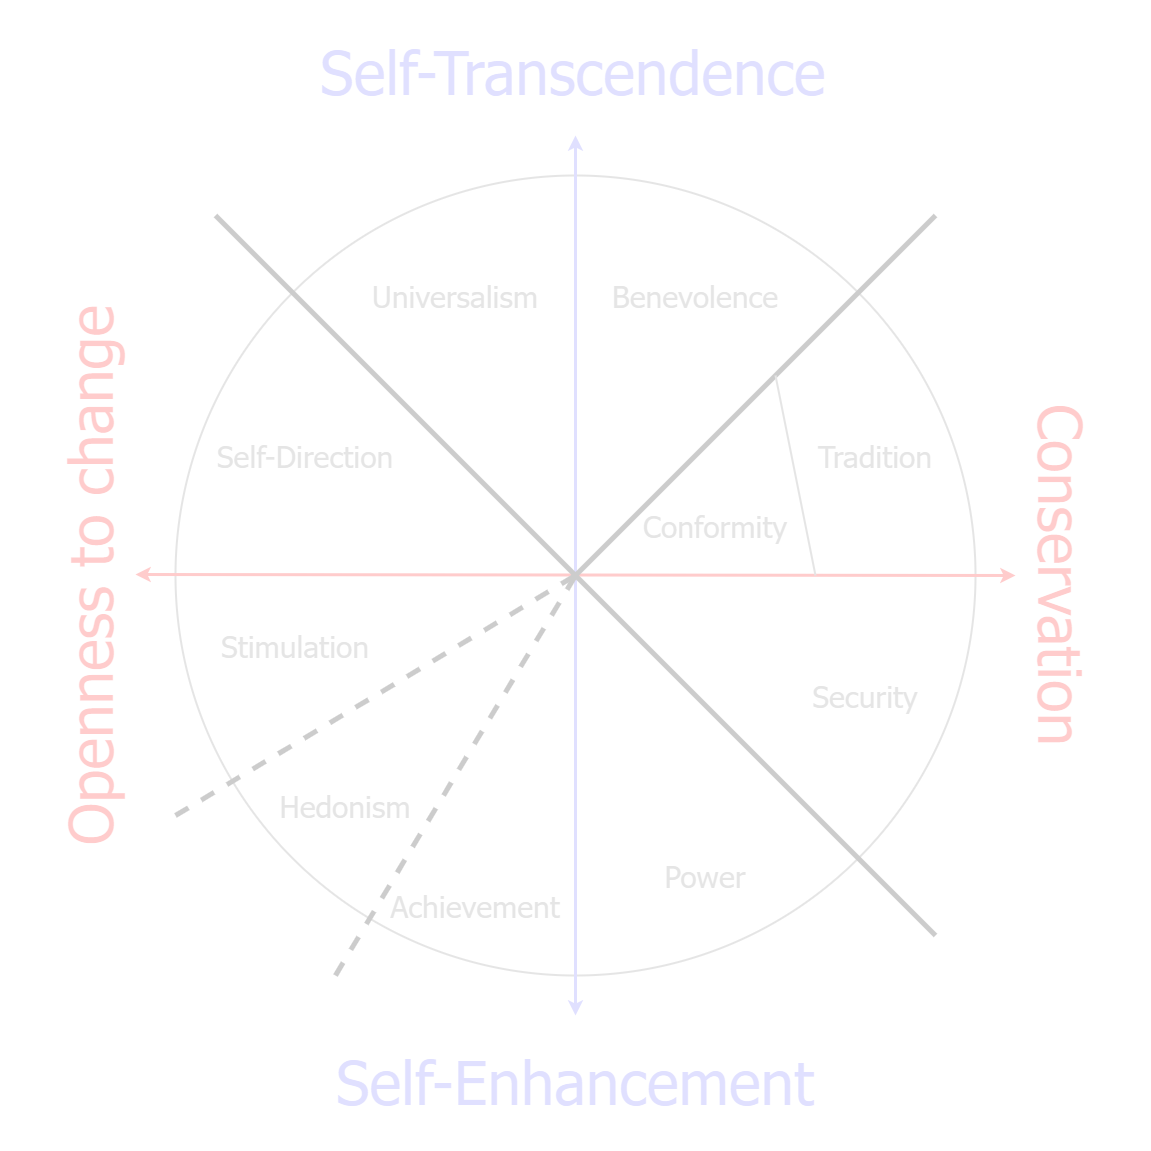 Self-Transcendence
Universalism
Benevolence
Openness to change
Self-Direction
Tradition
Conformity
Conservation
Stimulation
Security
Hedonism
Power
Achievement
Self-Enhancement